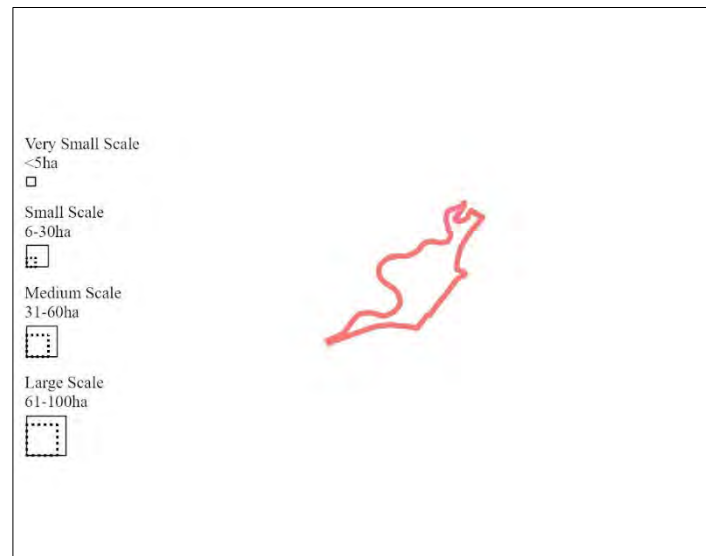 Very Small Scale
<5ha
Small Scale
6-30ha
Medium Scale
31-60ha
Large Scale
61-100ha